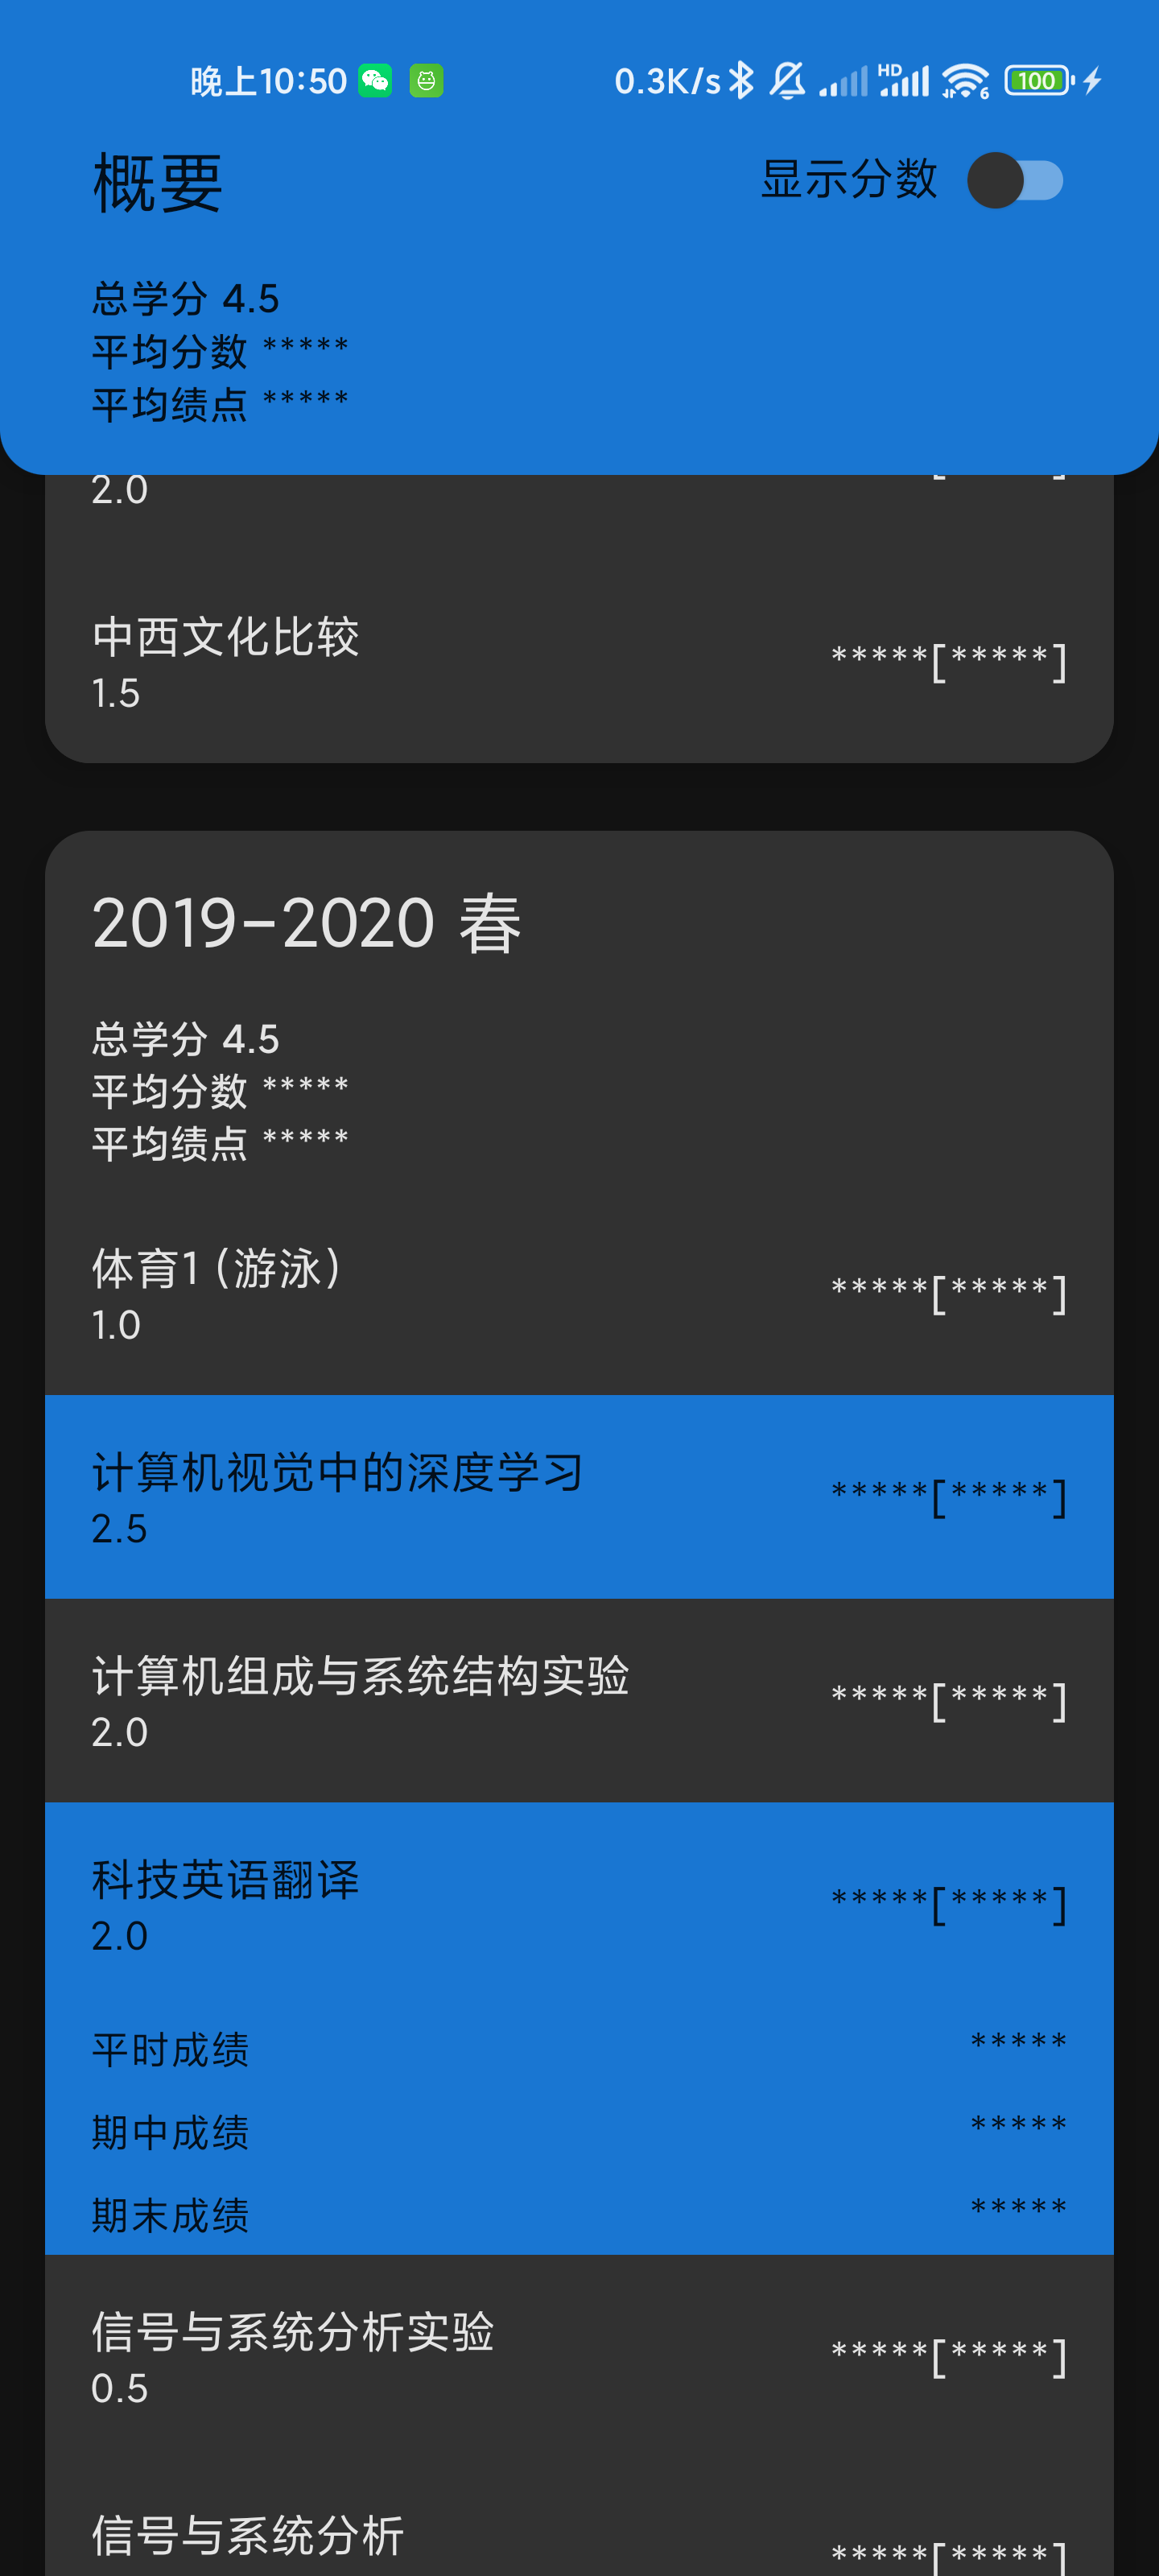 晚上10:50
0.3K/s HD 6 100
概要
显示分数
总学分 4.5
平均分数 *****
平均绩点 *****
2.0
中西文化比较
*****[*****]
1.5
2019-2020 春
总学分 4.5
平均分数 *****
平均绩点 *****
体育1 (游泳)
*****[*****]
1.0
计算机视觉中的深度学习
*****[*****]
2.5
计算机组成与系统结构实验
*****[*****]
2.0
科技英语翻译
*****[*****]
2.0
平时成绩 *****
期中成绩 *****
期末成绩 *****
信号与系统分析实验
*****[*****]
0.5
信号与系统分析
*****[*****]